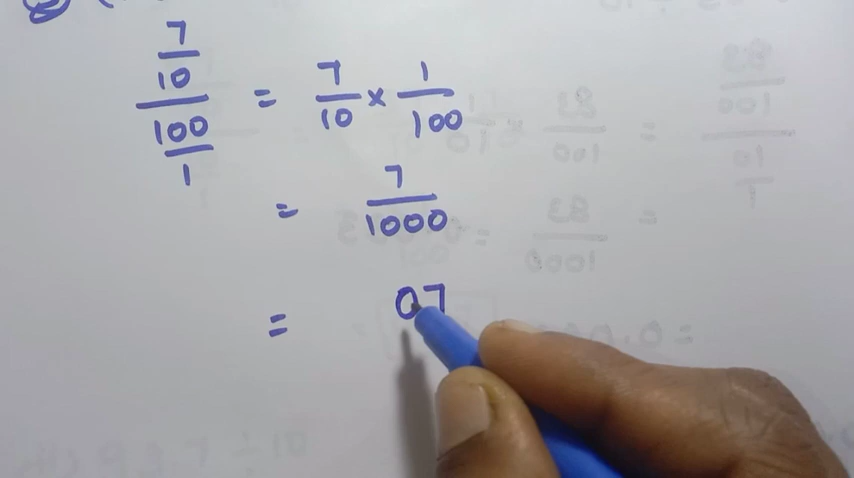 7/10 / 100/1 = 7/10 × 1/100
= 7/1000
= 07